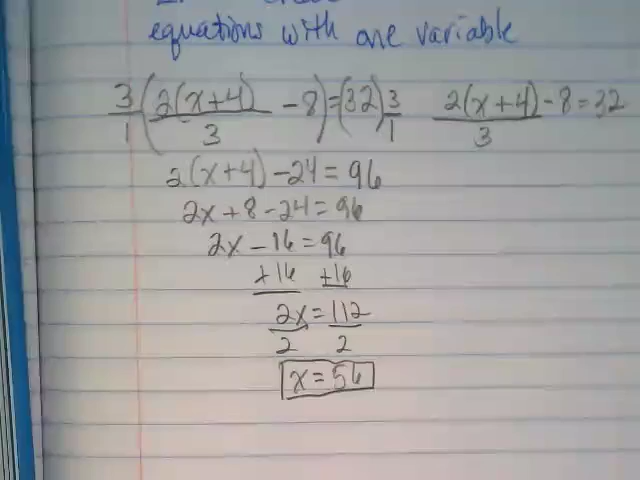 equations with one variable
3/1 (2(x+4)/3 - 8) = (32) 3/1    2(x+4)/3 - 8 = 32
2(x+4) - 24 = 96
2x + 8 - 24 = 96
2x - 16 = 96
+16 +16
2x/2 = 112/2
x = 56